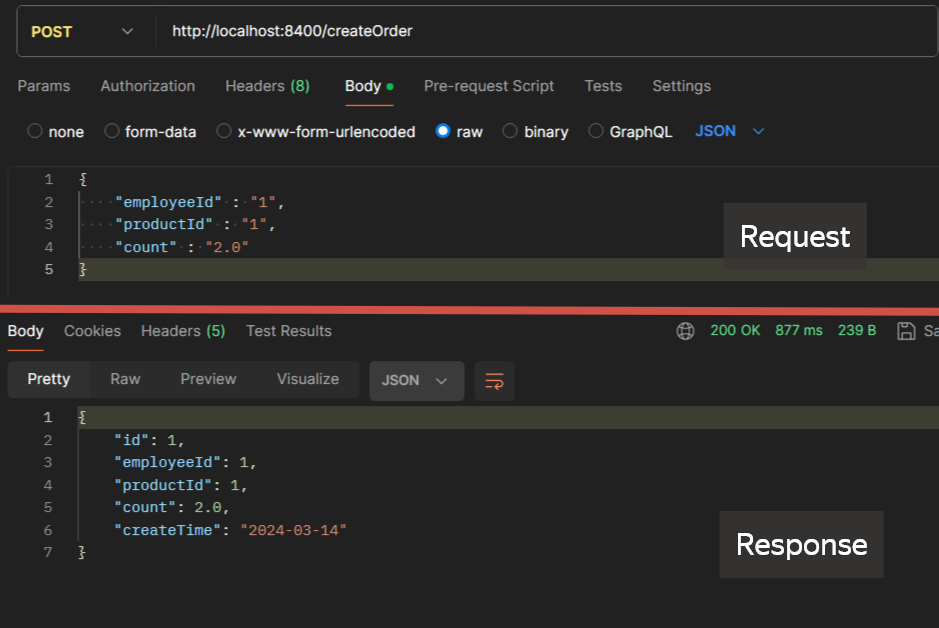 POST http://localhost:8400/createOrder
Params Authorization Headers (8) Body Pre-request Script Tests Settings
none form-data x-www-form-urlencoded raw binary GraphQL JSON
1 {
2 ····"employeeId"·:·"1",
3 ····"productId"·:·"1",
4 ····"count"·:·"2.0"
5 }
Request
Body Cookies Headers (5) Test Results 200 OK 877 ms 239 B Sa
Pretty Raw Preview Visualize JSON
1 {
2 "id": 1,
3 "employeeId": 1,
4 "productId": 1,
5 "count": 2.0,
6 "createTime": "2024-03-14"
7 }
Response